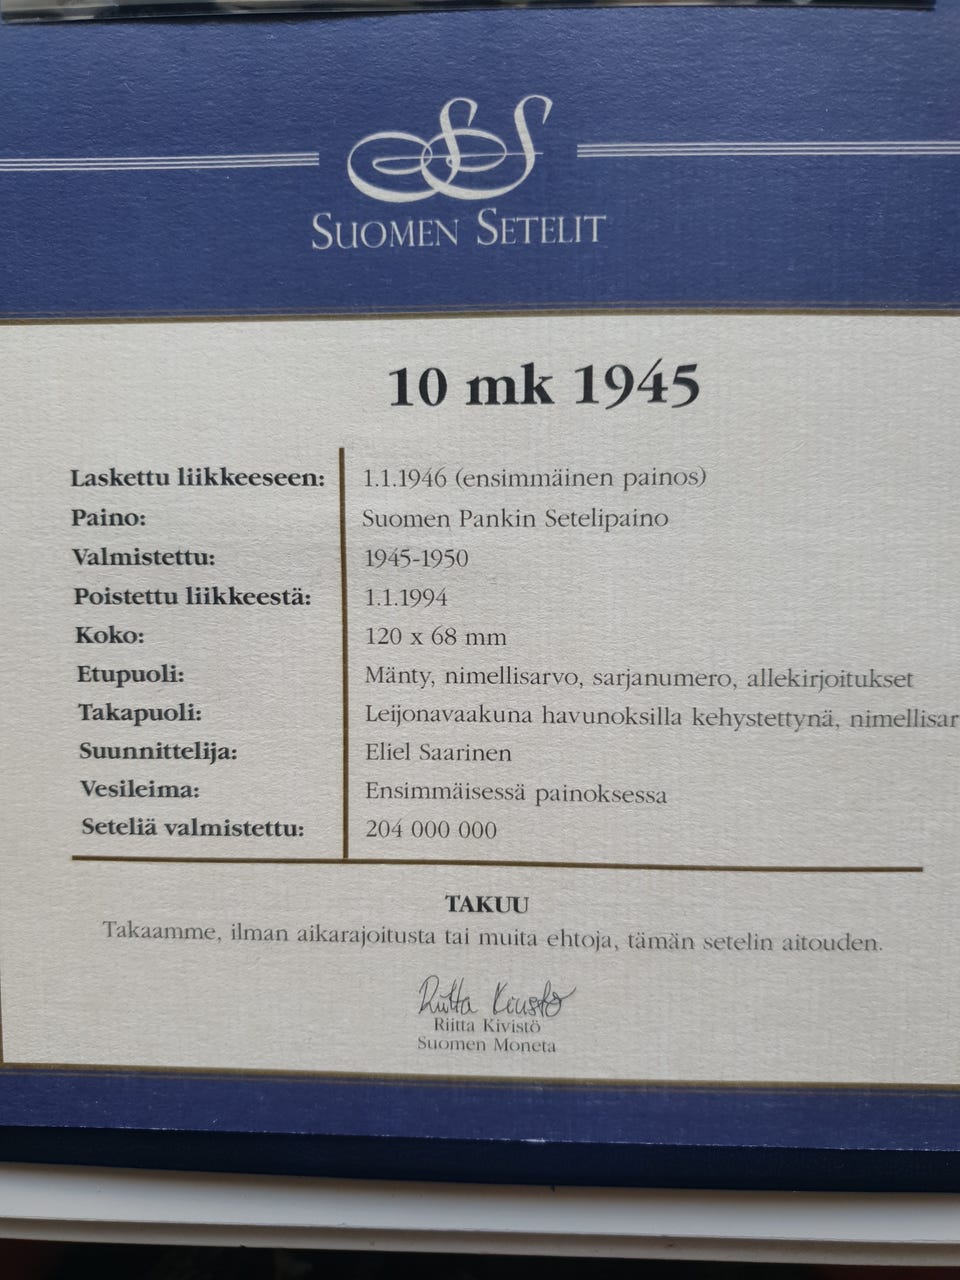 SS
SUOMEN SETELIT
10 mk 1945
Laskettu liikkeeseen: 1.1.1946 (ensimmäinen painos)
Paino: Suomen Pankin Setelipaino
Valmistettu: 1945-1950
Poistettu liikkeestä: 1.1.1994
Koko: 120 x 68 mm
Etupuoli: Mänty, nimellisarvo, sarjanumero, allekirjoitukset
Takapuoli: Leijonavaakuna havunoksilla kehystettynä, nimellisar
Suunnittelija: Eliel Saarinen
Vesileima: Ensimmäisessä painoksessa
Seteliä valmistettu: 204 000 000
TAKUU
Takaamme, ilman aikarajoitusta tai muita ehtoja, tämän setelin aitouden.
Riitta Kivistö
Riitta Kivistö
Suomen Moneta